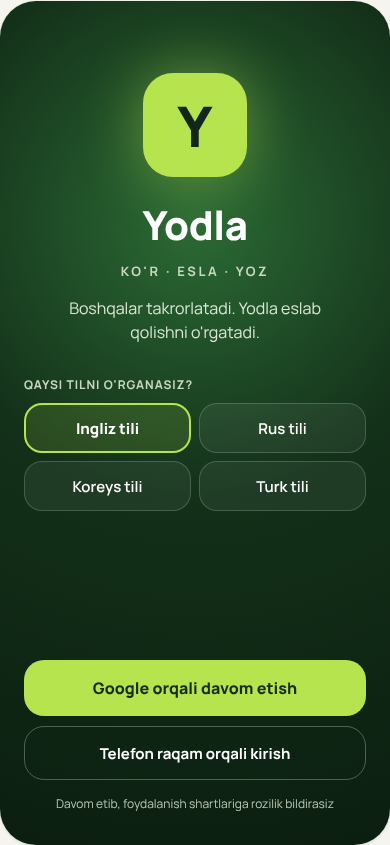 Y
Yodla
KO'R · ESLA · YOZ
Boshqalar takrorlatadi. Yodla eslab
qolishni o'rgatadi.
QAYSI TILNI O'RGANASIZ?
Ingliz tili
Rus tili
Koreys tili
Turk tili
Google orqali davom etish
Telefon raqam orqali kirish
Davom etib, foydalanish shartlariga rozilik bildirasiz